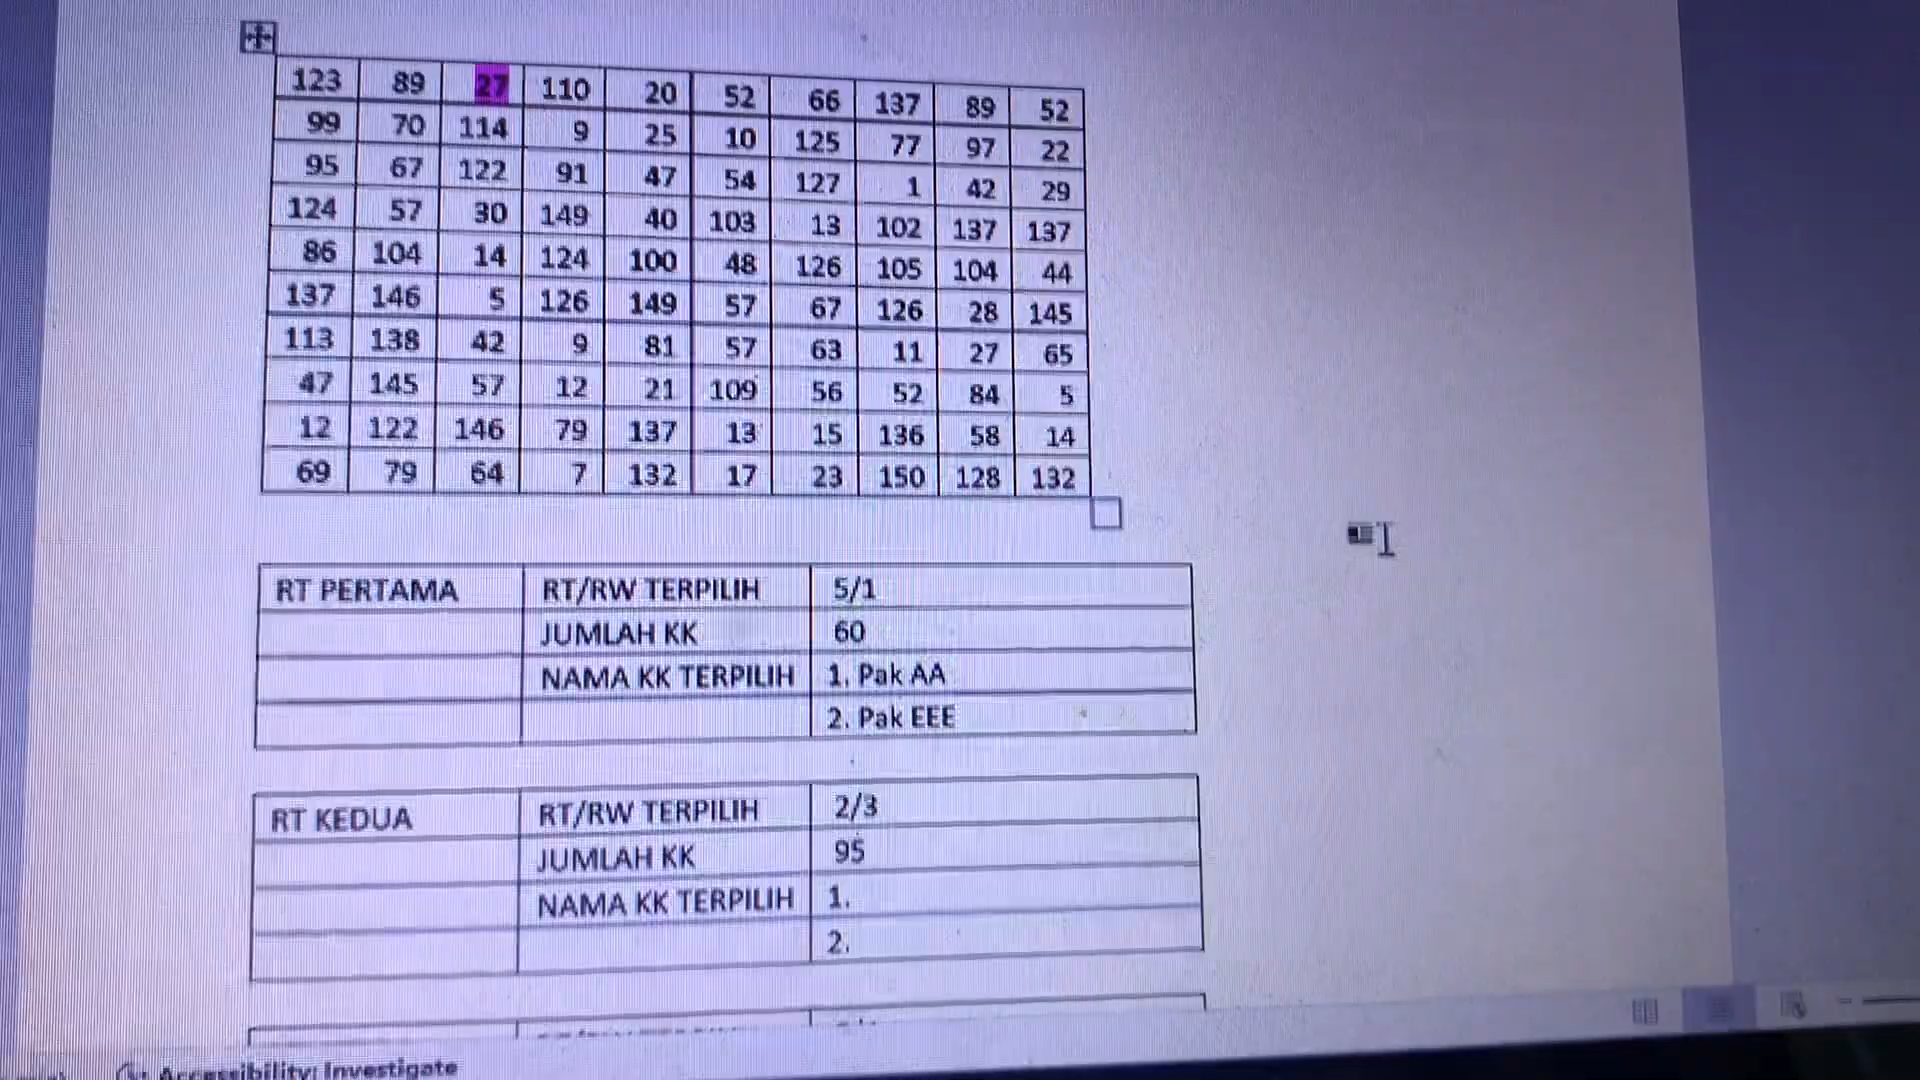 123 89 27 110 20 52 66 137 89 52
99 70 114 9 25 10 125 77 97 22
95 67 122 91 47 54 127 1 42 29
124 57 30 149 40 103 13 102 137 137
86 104 14 124 100 48 126 105 104 44
137 146 5 126 149 57 67 126 28 145
113 138 42 9 81 57 63 11 27 65
47 145 57 12 21 109 56 52 84 5
12 122 146 79 137 13 15 136 58 14
69 79 64 7 132 17 23 150 128 132
RT PERTAMA RT/RW TERPILIH 5/1
JUMLAH KK 60
NAMA KK TERPILIH 1. Pak AA
2. Pak EEE
RT KEDUA RT/RW TERPILIH 2/3
JUMLAH KK 95
NAMA KK TERPILIH 1.
2.
Accessibility: Investigate